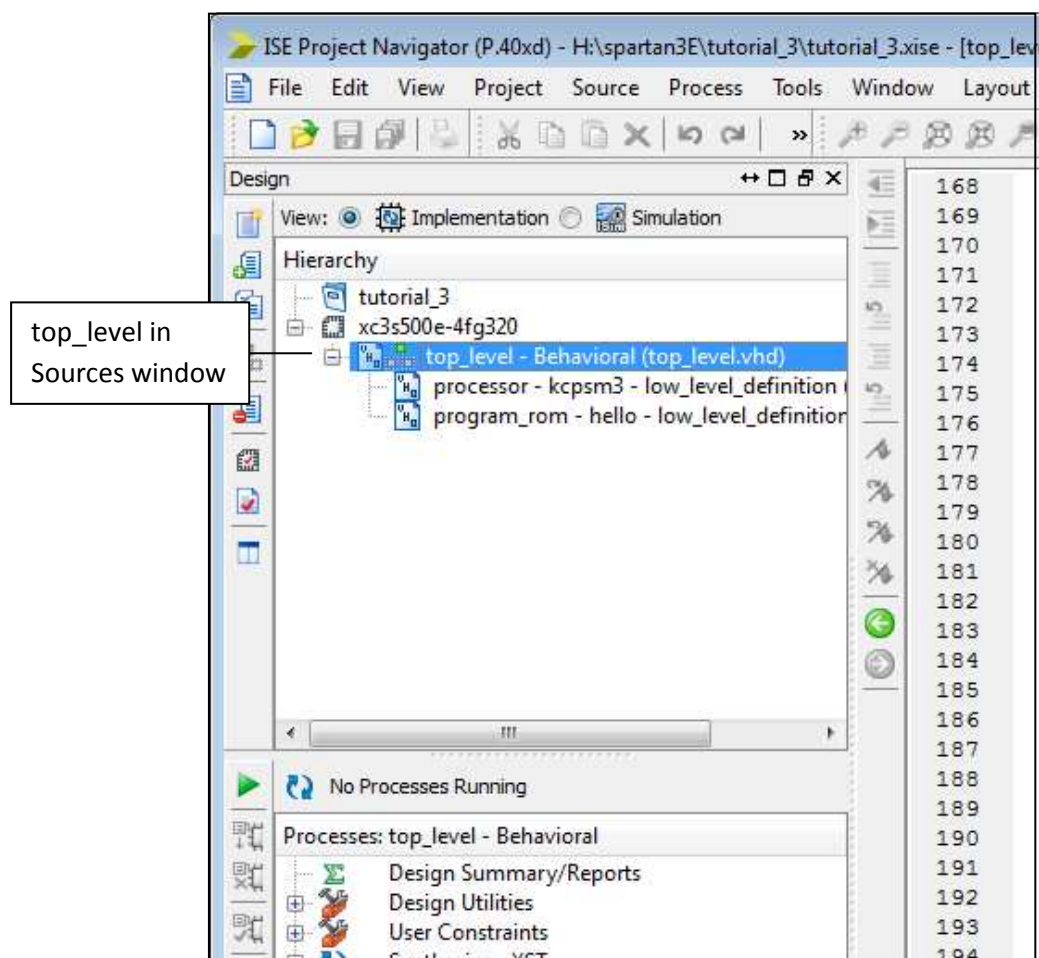 ISE Project Navigator (P.40xd) - H:\spartan3E\tutorial_3\tutorial_3.xise - [top_lev
File Edit View Project Source Process Tools Window Layout
Design
View: Implementation Simulation
Hierarchy
tutorial_3
xc3s500e-4fg320
top_level - Behavioral (top_level.vhd)
processor - kcpsm3 - low_level_definition (
program_rom - hello - low_level_definition
top_level in
Sources window
No Processes Running
Processes: top_level - Behavioral
Design Summary/Reports
Design Utilities
User Constraints
168
169
170
171
172
173
174
175
176
177
178
179
180
181
182
183
184
185
186
187
188
189
190
191
192
193
194